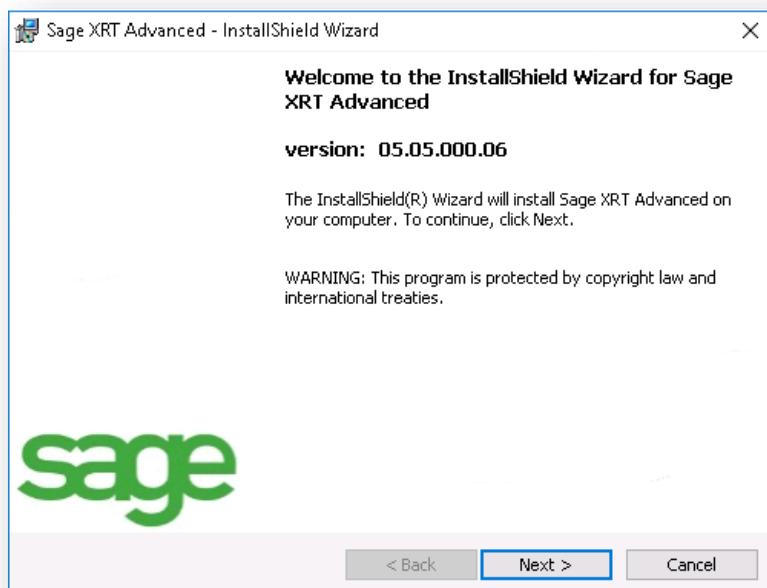 Sage XRT Advanced - InstallShield Wizard
Welcome to the InstallShield Wizard for Sage
XRT Advanced
version: 05.05.000.06
The InstallShield(R) Wizard will install Sage XRT Advanced on
your computer. To continue, click Next.
WARNING: This program is protected by copyright law and
international treaties.
sage
< Back
Next >
Cancel